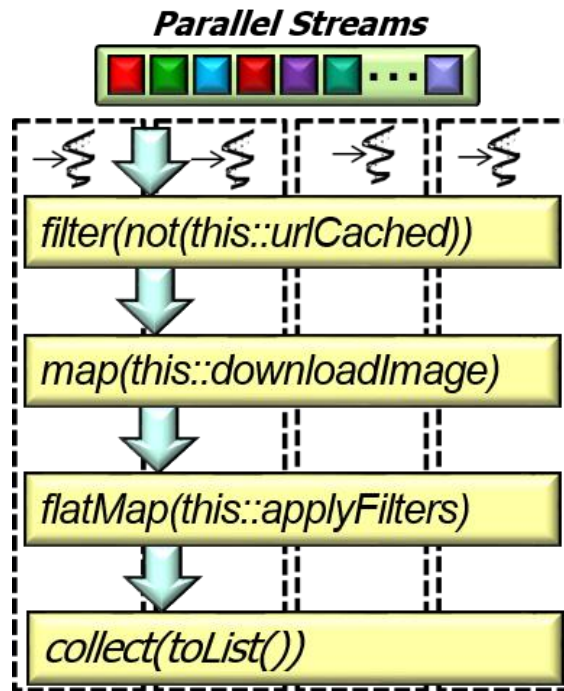 Parallel Streams
...
filter(not(this::urlCached))
map(this::downloadImage)
flatMap(this::applyFilters)
collect(toList())